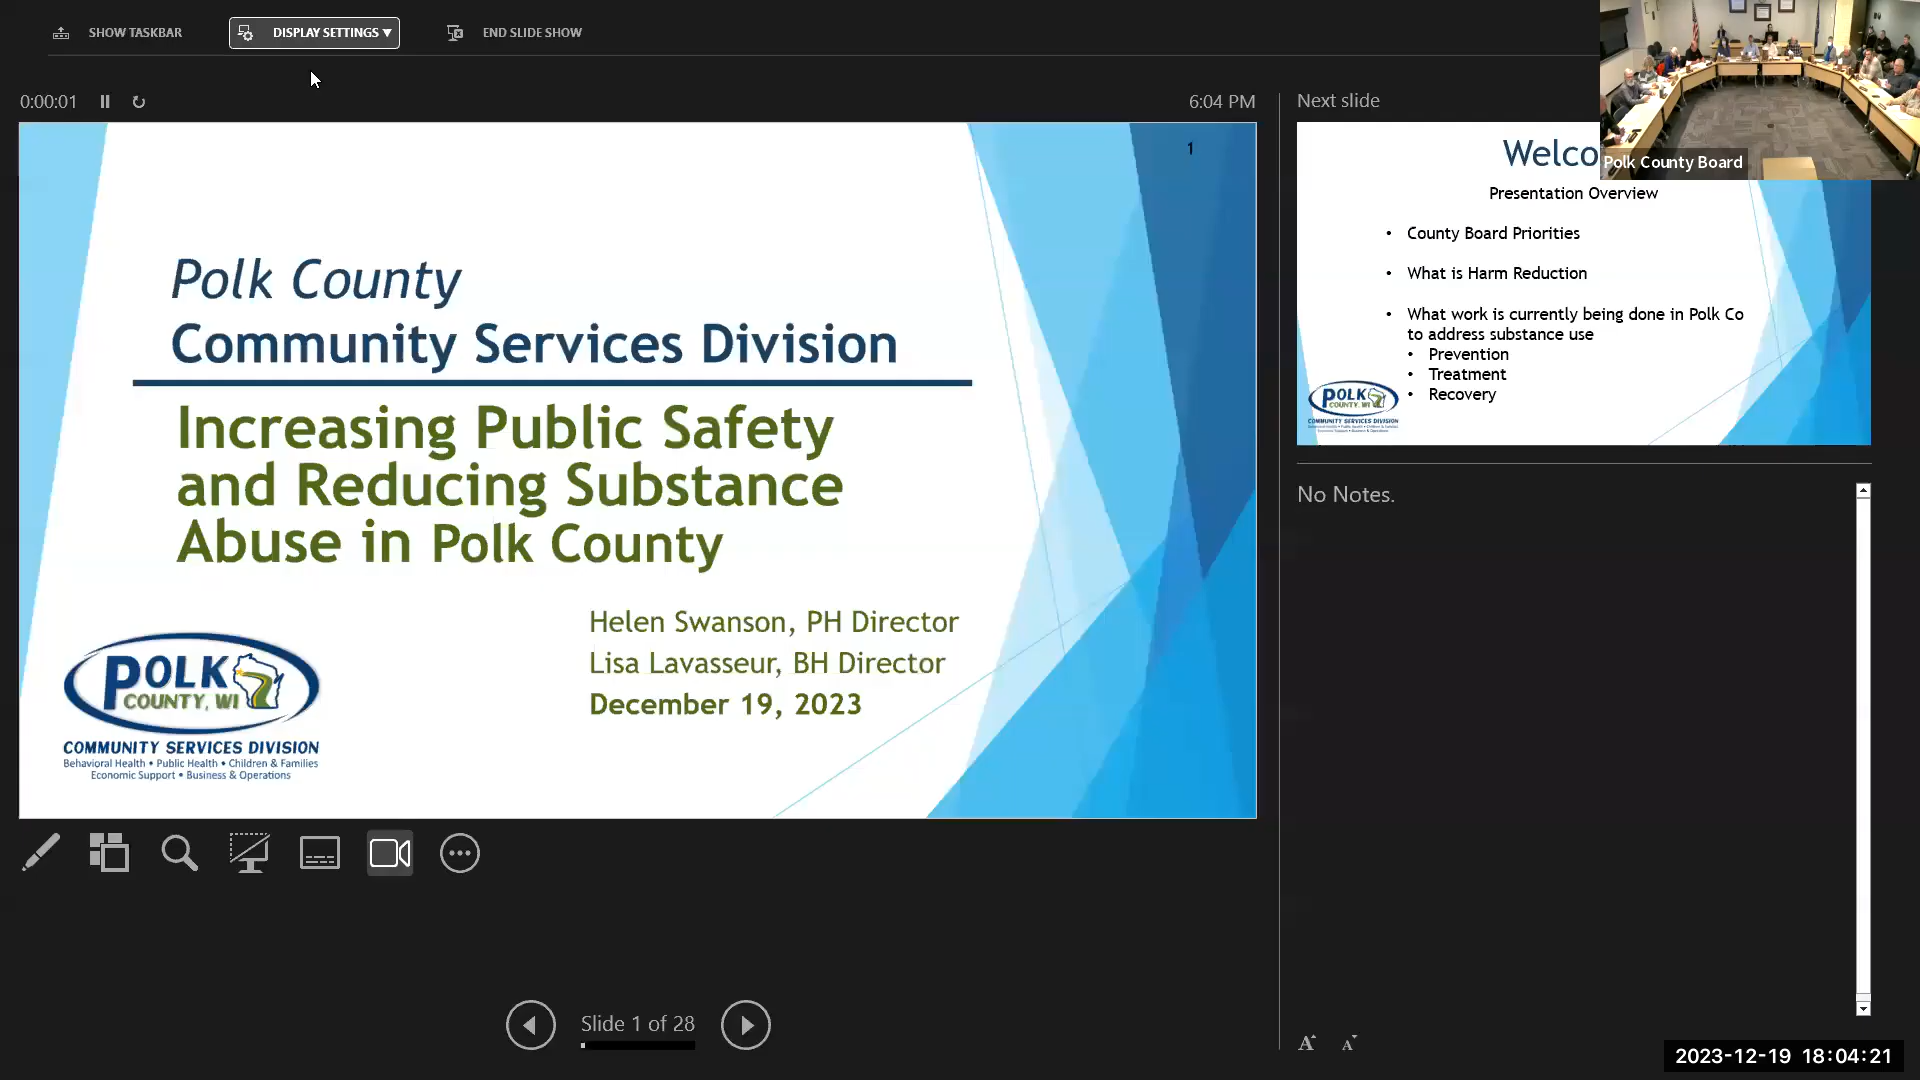 SHOW TASKBAR
DISPLAY SETTINGS ▼
END SLIDE SHOW
0:00:01
6:04 PM
Next slide
1
Polk County
Community Services Division
Increasing Public Safety
and Reducing Substance
Abuse in Polk County
Helen Swanson, PH Director
Lisa Lavasseur, BH Director
December 19, 2023
POLK
COUNTY, WI
COMMUNITY SERVICES DIVISION
Behavioral Health • Public Health • Children & Families
Economic Support • Business & Operations
Welco
Polk County Board
Presentation Overview
• County Board Priorities
• What is Harm Reduction
• What work is currently being done in Polk Co
to address substance use
• Prevention
• Treatment
• Recovery
POLK
COUNTY, WI
COMMUNITY SERVICES DIVISION
No Notes.
Slide 1 of 28
A A
2023-12-19 18:04:21